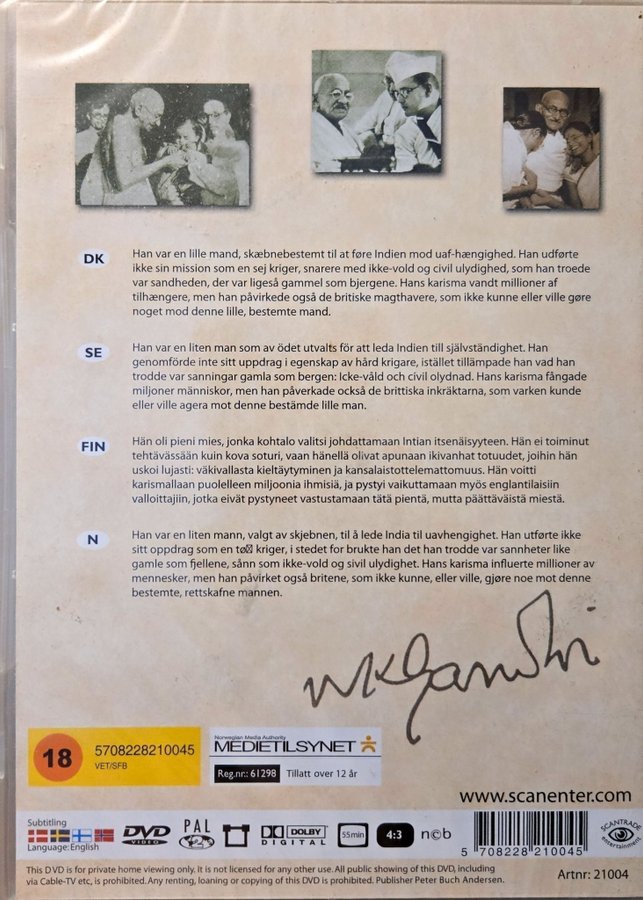 DK
Han var en lille mand, skæbnebestemt til at føre Indien mod uaf-hængighed. Han udførte
ikke sin mission som en sej kriger, snarere med ikke-vold og civil ulydighed, som han troede
var sandheden, der var ligeså gammel som bjergene. Hans karisma vandt millioner af
tilhængere, men han påvirkede også de britiske magthavere, som ikke kunne eller ville gøre
noget mod denne lille, bestemte mand.
SE
Han var en liten man som av ödet utvalts för att leda Indien till självständighet. Han
genomförde inte sitt uppdrag i egenskap av hård krigare, istället tillämpade han vad han
trodde var sanningar gamla som bergen: Icke-våld och civil olydnad. Hans karisma fångade
miljoner människor, men han påverkade också de brittiska inkräktarna, som varken kunde
eller ville agera mot denne bestämde lille man.
FIN
Hän oli pieni mies, jonka kohtalo valitsi johdattamaan Intian itsenäisyyteen. Hän ei toiminut
tehtävässään kuin kova soturi, vaan hänellä olivat apunaan ikivanhat totuudet, joihin hän
uskoi lujasti: väkivallasta kieltäytyminen ja kansalaistottelemattomuus. Hän voitti
karismallaan puolelleen miljoonia ihmisiä, ja pystyi vaikuttamaan myös englantilaisiin
valloittajiin, jotka eivät pystyneet vastustamaan tätä pientä, mutta päättäväistä miestä.
N
Han var en liten mann, valgt av skjebnen, til å lede India til uavhengighet. Han utførte ikke
sitt oppdrag som en tø kriger, i stedet for brukte han det han trodde var sannheter like
gamle som fjellene, sånn som ikke-vold og sivil ulydighet. Hans karisma influerte millioner av
mennesker, men han påvirket også britene, som ikke kunne, eller ville, gjøre noe mot denne
bestemte, rettskafne mannen.
MKGandhi
18
5708228210045
VET/SFB
Norwegian Media Authority
MEDIETILSYNET
Reg.nr.: 61298 Tillatt over 12 år
www.scanenter.com
Subtitling
Language: English
DVD
VIDEO
PAL
2
DOLBY
DIGITAL
55min
4:3
ncb
5 708228 210045
SCANTRADE
entertainment
This DVD is for private home viewing only. It is not licensed for any other use. All public showing of this DVD, including
via Cable-TV etc, is prohibited. Any renting, loaning or copying of this DVD is prohibited. Publisher Peter Buch Andersen.
Artnr: 21004